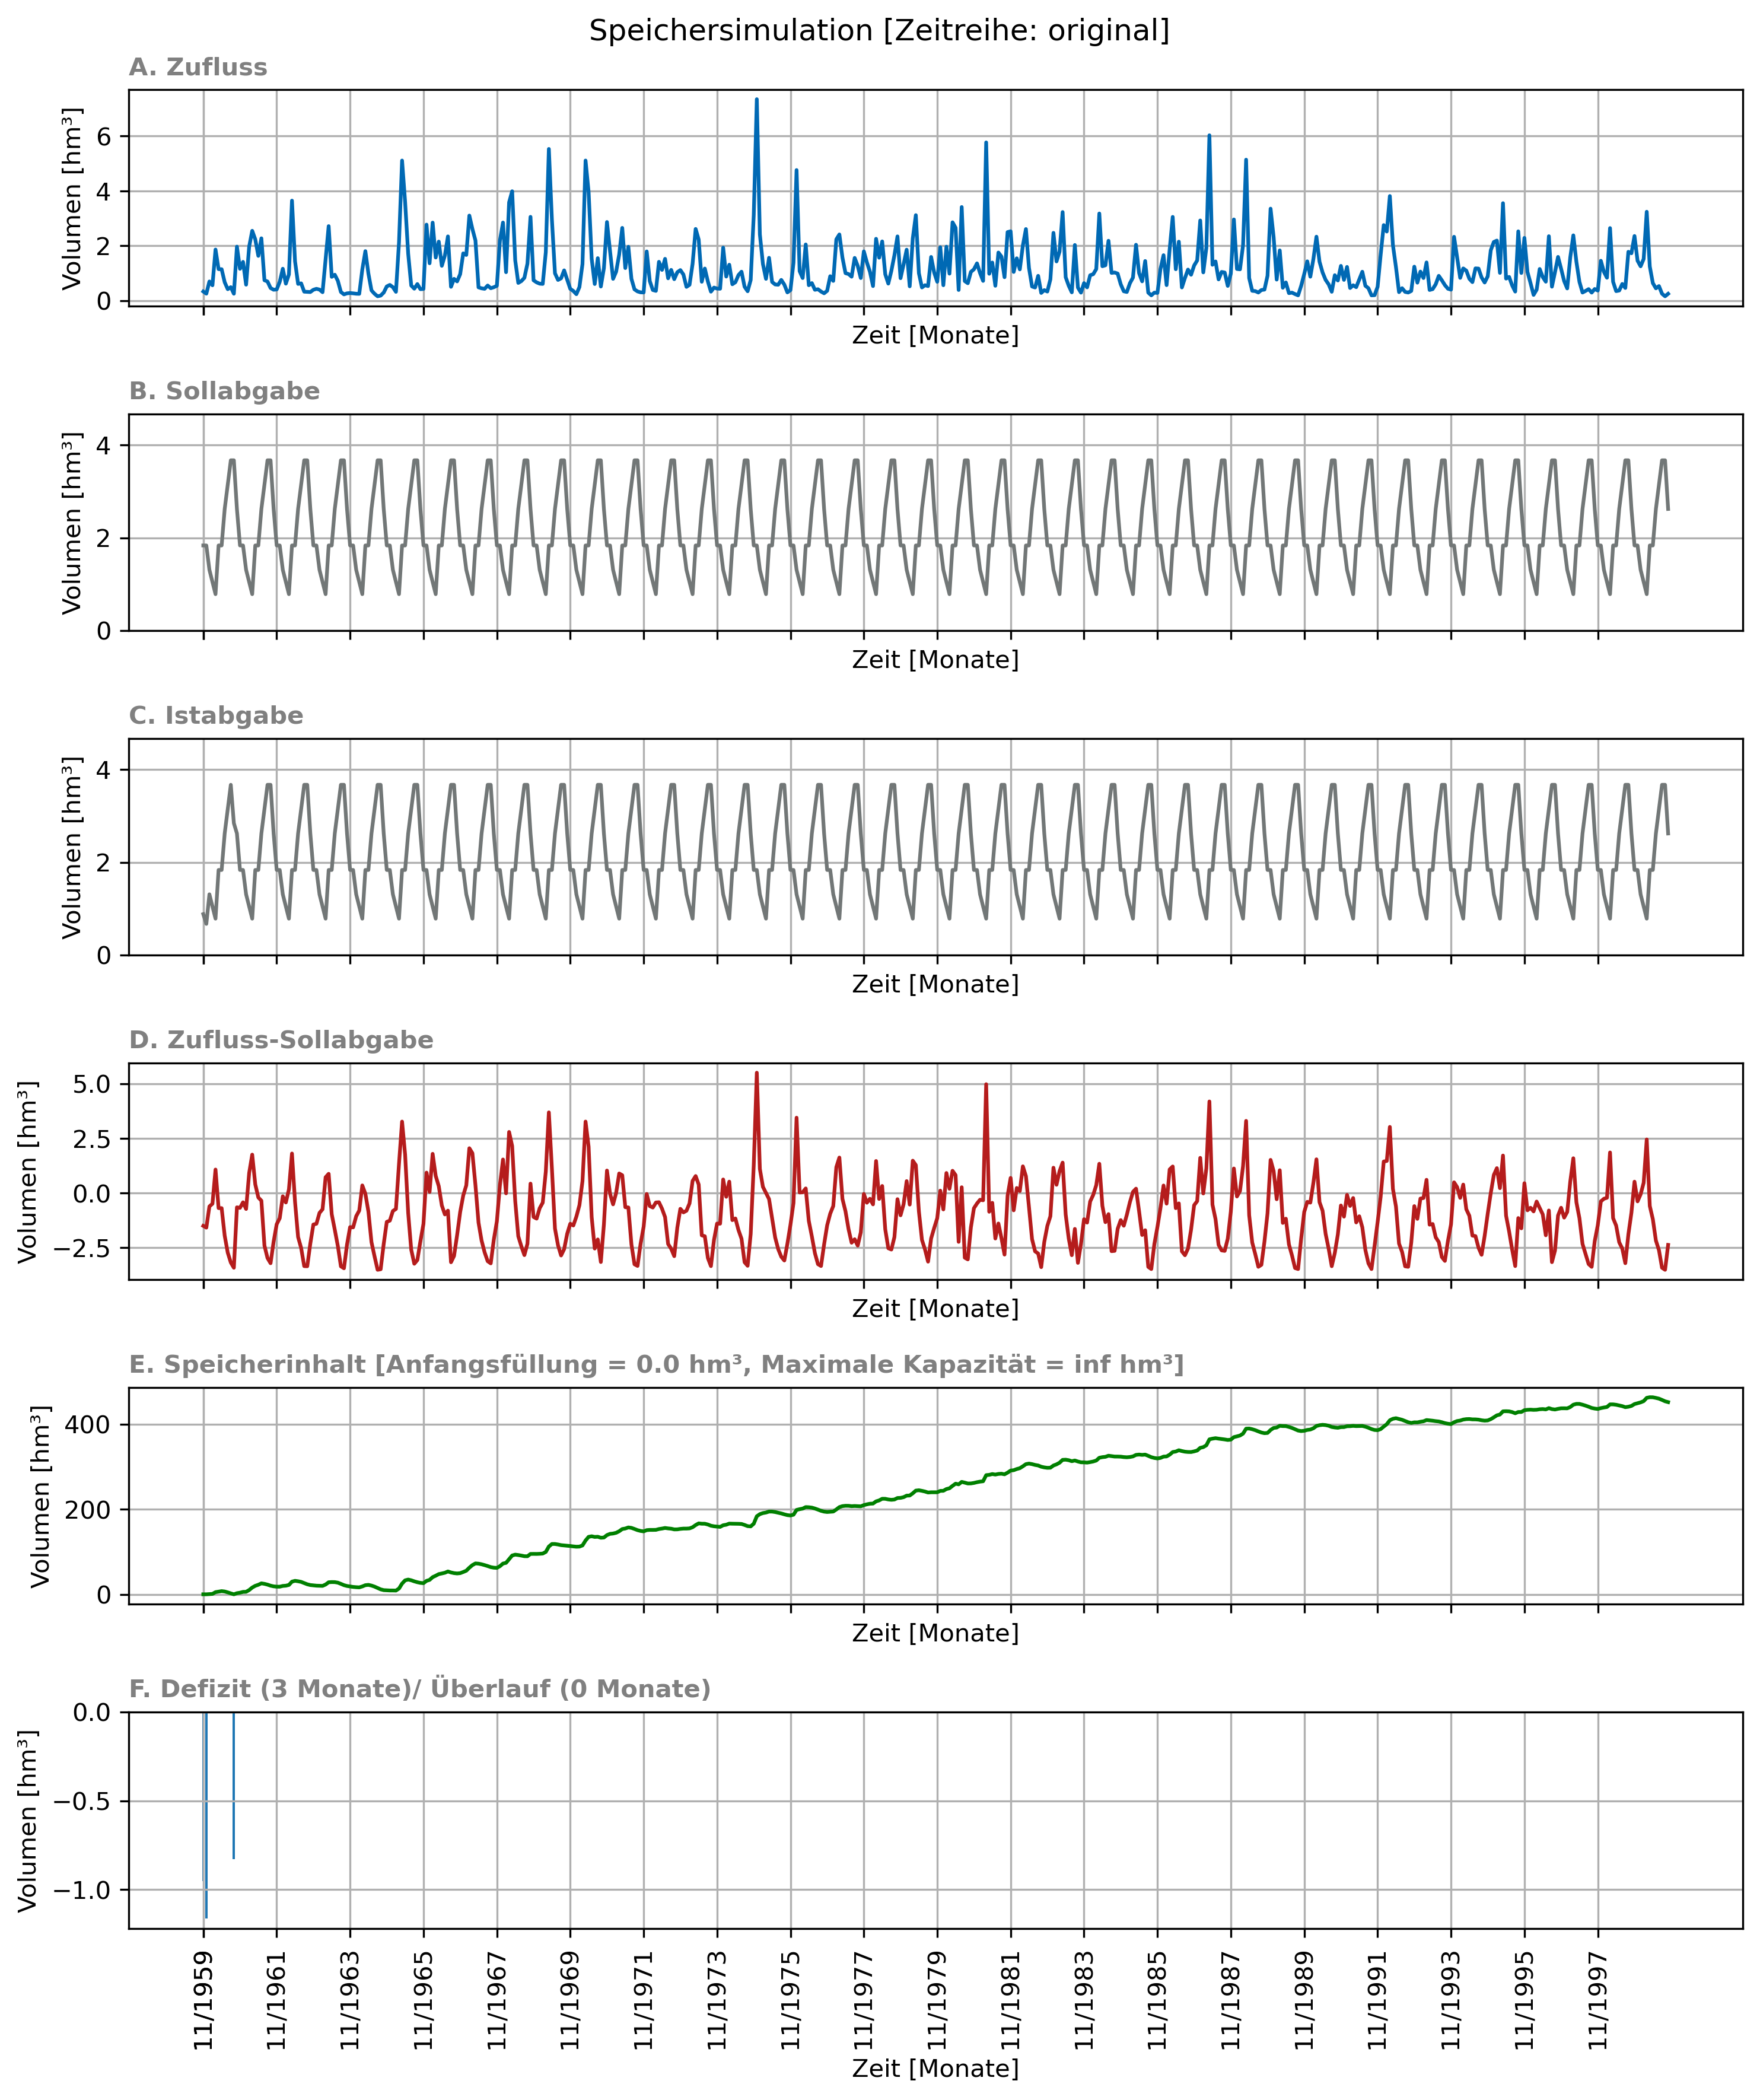 Speichersimulation [Zeitreihe: original]
A. Zufluss
Volumen [hm³]
6
4
2
0
Zeit [Monate]
B. Sollabgabe
Volumen [hm³]
4
2
0
Zeit [Monate]
C. Istabgabe
Volumen [hm³]
4
2
0
Zeit [Monate]
D. Zufluss-Sollabgabe
Volumen [hm³]
5.0
2.5
0.0
−2.5
Zeit [Monate]
E. Speicherinhalt [Anfangsfüllung = 0.0 hm³, Maximale Kapazität = inf hm³]
Volumen [hm³]
400
200
0
Zeit [Monate]
F. Defizit (3 Monate)/ Überlauf (0 Monate)
Volumen [hm³]
0.0
−0.5
−1.0
11/1959
11/1961
11/1963
11/1965
11/1967
11/1969
11/1971
11/1973
11/1975
11/1977
11/1979
11/1981
11/1983
11/1985
11/1987
11/1989
11/1991
11/1993
11/1995
11/1997
Zeit [Monate]